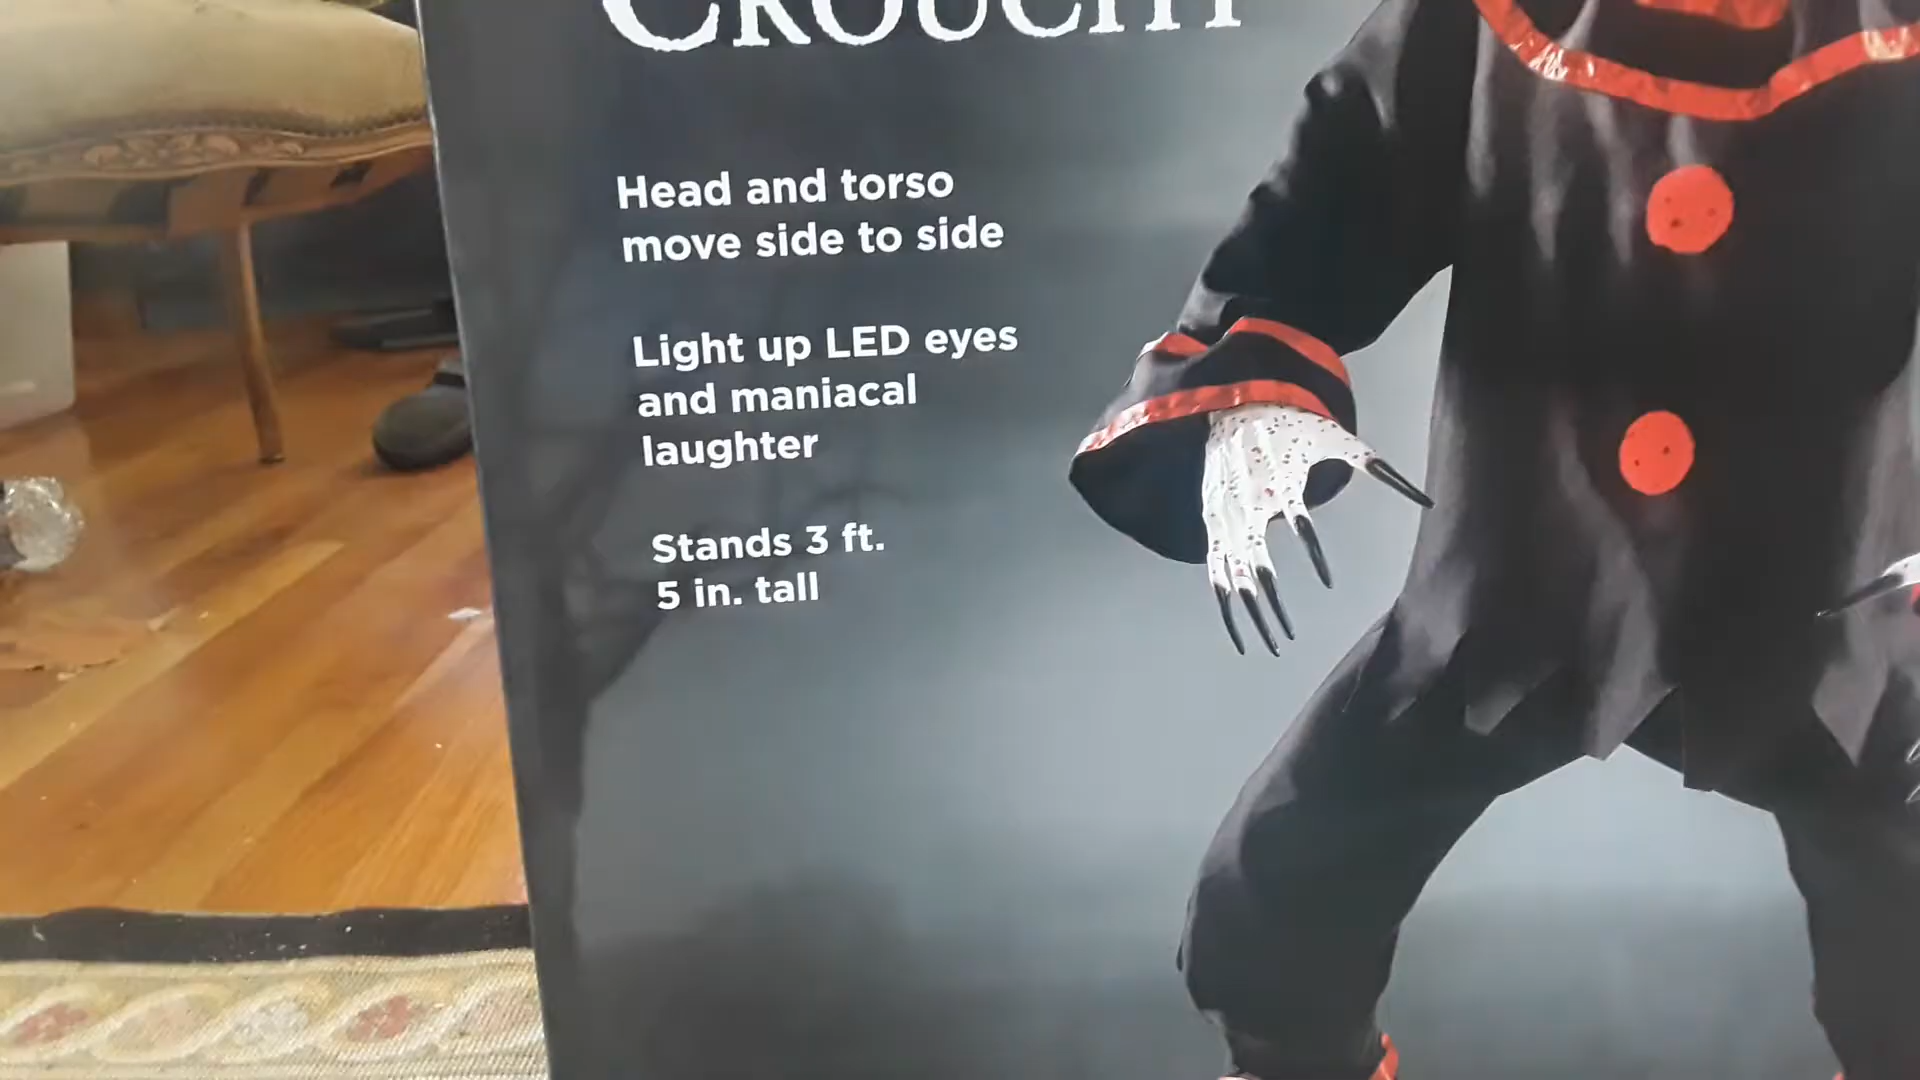 CROUCHY
Head and torso
move side to side
Light up LED eyes
and maniacal
laughter
Stands 3 ft.
5 in. tall